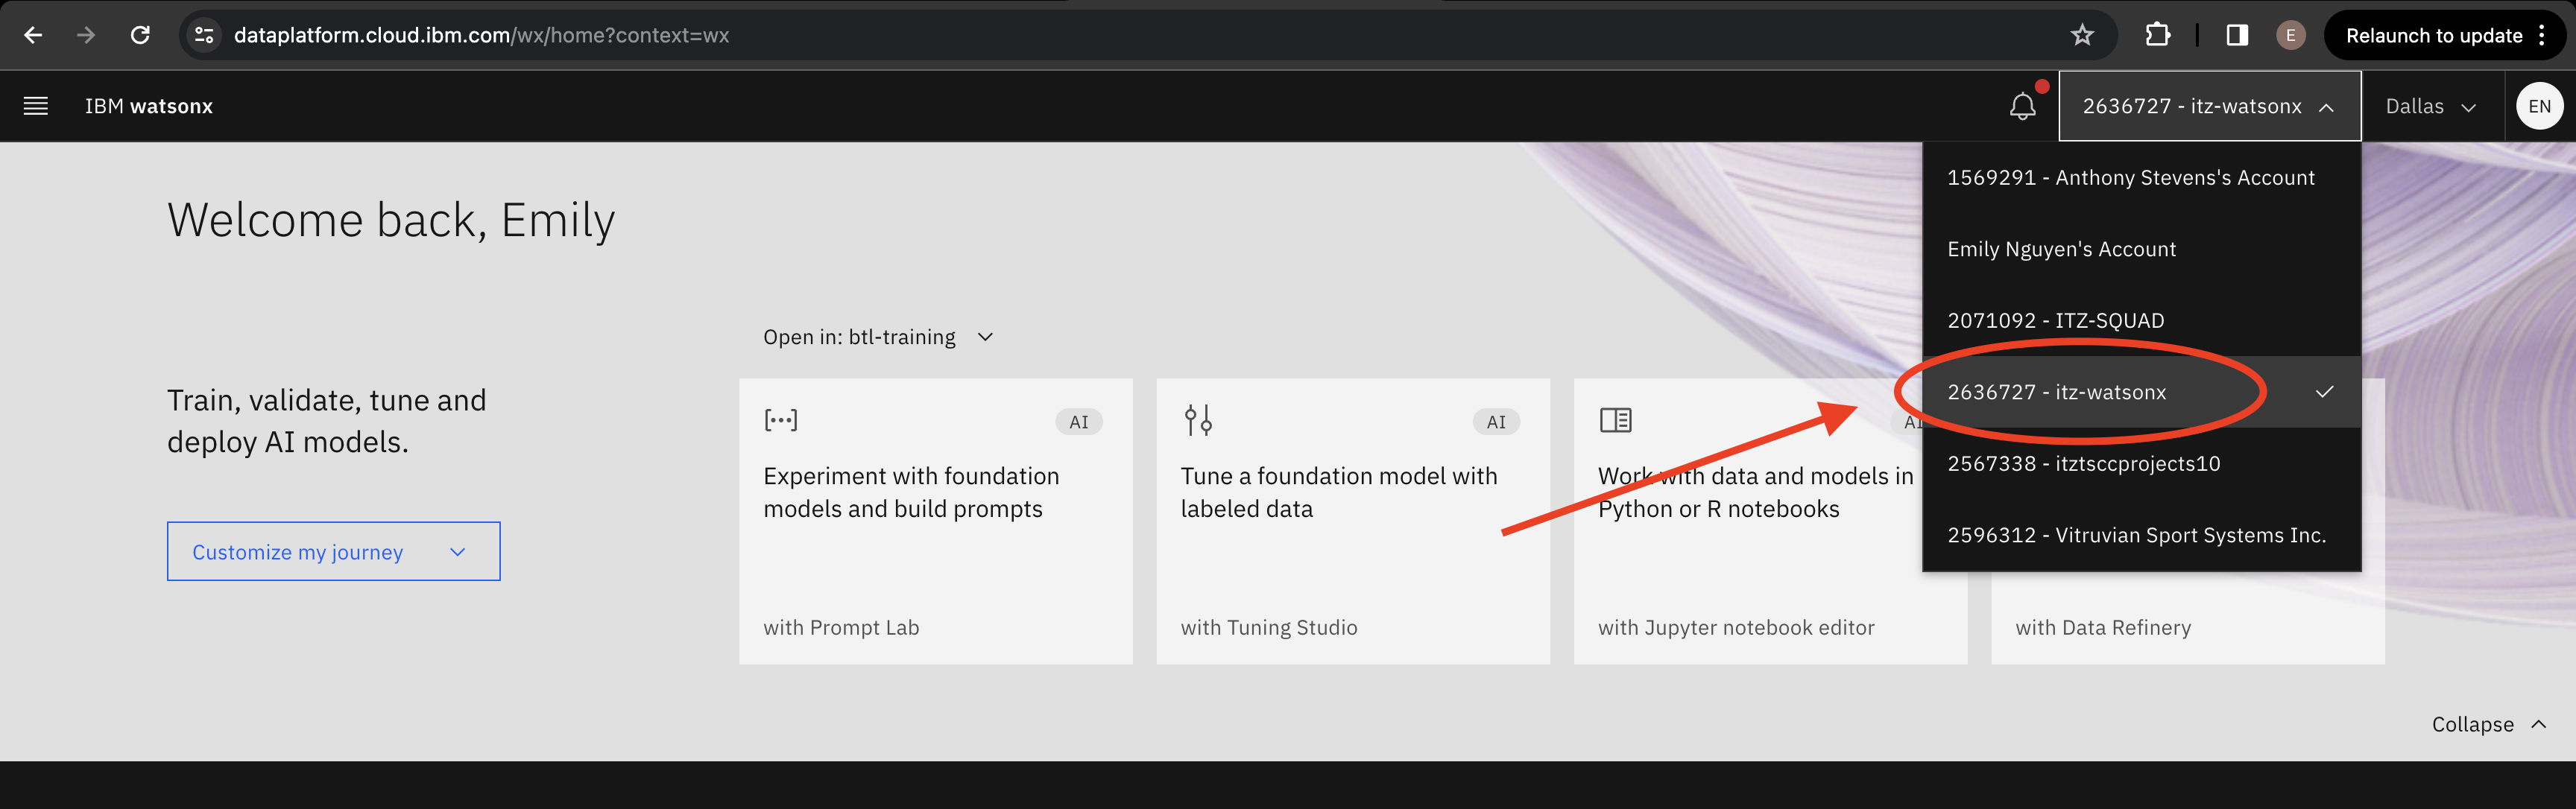 dataplatform.cloud.ibm.com/wx/home?context=wx
E
Relaunch to update
IBM watsonx
2636727 - itz-watsonx
Dallas
EN
1569291 - Anthony Stevens's Account
Emily Nguyen's Account
2071092 - ITZ-SQUAD
2636727 - itz-watsonx
2567338 - itztsccprojects10
2596312 - Vitruvian Sport Systems Inc.
Welcome back, Emily
Train, validate, tune and
deploy AI models.
Customize my journey
Open in: btl-training
AI
Experiment with foundation
models and build prompts
with Prompt Lab
AI
Tune a foundation model with
labeled data
with Tuning Studio
AI
Work with data and models in
Python or R notebooks
with Jupyter notebook editor
with Data Refinery
Collapse